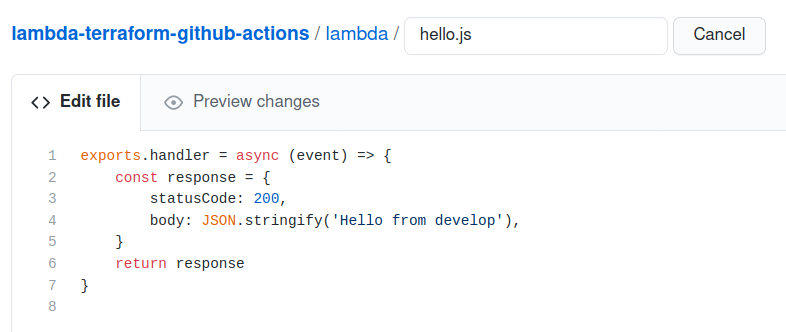 lambda-terraform-github-actions / lambda / hello.js Cancel
Edit file Preview changes
1 exports.handler = async (event) => {
2     const response = {
3         statusCode: 200,
4         body: JSON.stringify('Hello from develop'),
5     }
6     return response
7 }
8